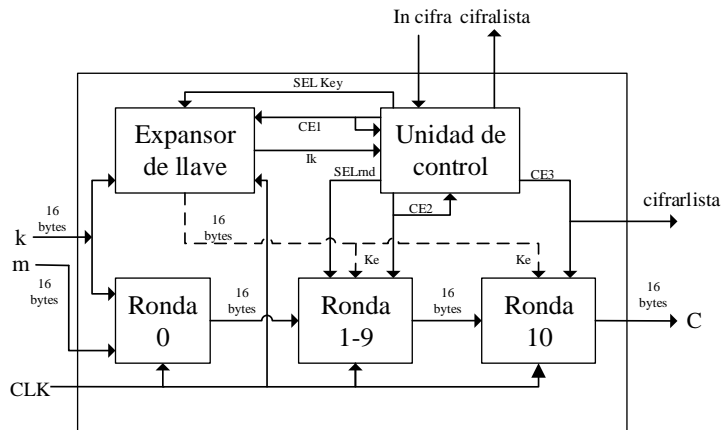 In cifra cifralista
SEL Key
Expansor
de llave
CE1
Ik
Unidad de
control
SELrnd
CE2
CE3
cifrarlista
16
bytes
k
m
16
bytes
16
bytes
Ke
Ke
Ronda
0
16
bytes
Ronda
1-9
16
bytes
Ronda
10
16
bytes
C
CLK